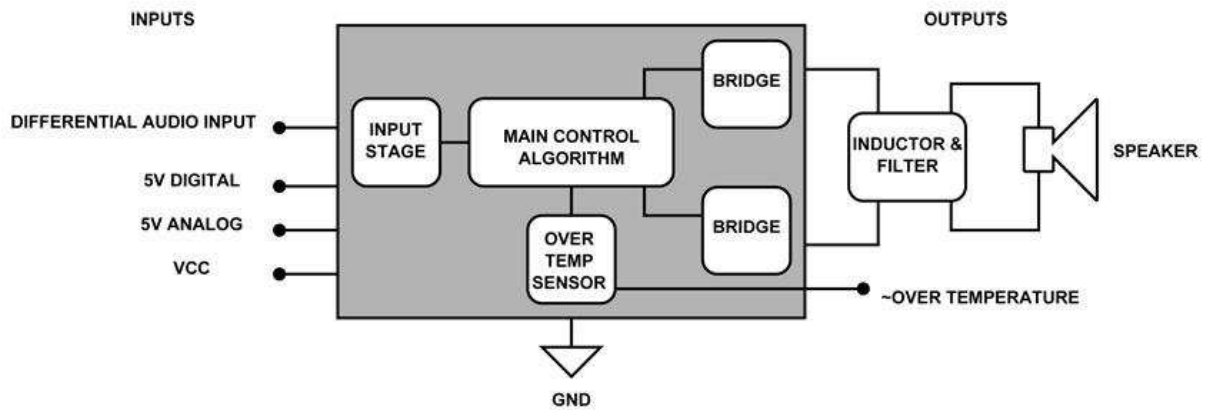 INPUTS
OUTPUTS
DIFFERENTIAL AUDIO INPUT
5V DIGITAL
5V ANALOG
VCC
INPUT
STAGE
MAIN CONTROL
ALGORITHM
BRIDGE
BRIDGE
OVER
TEMP
SENSOR
INDUCTOR &
FILTER
SPEAKER
~OVER TEMPERATURE
GND